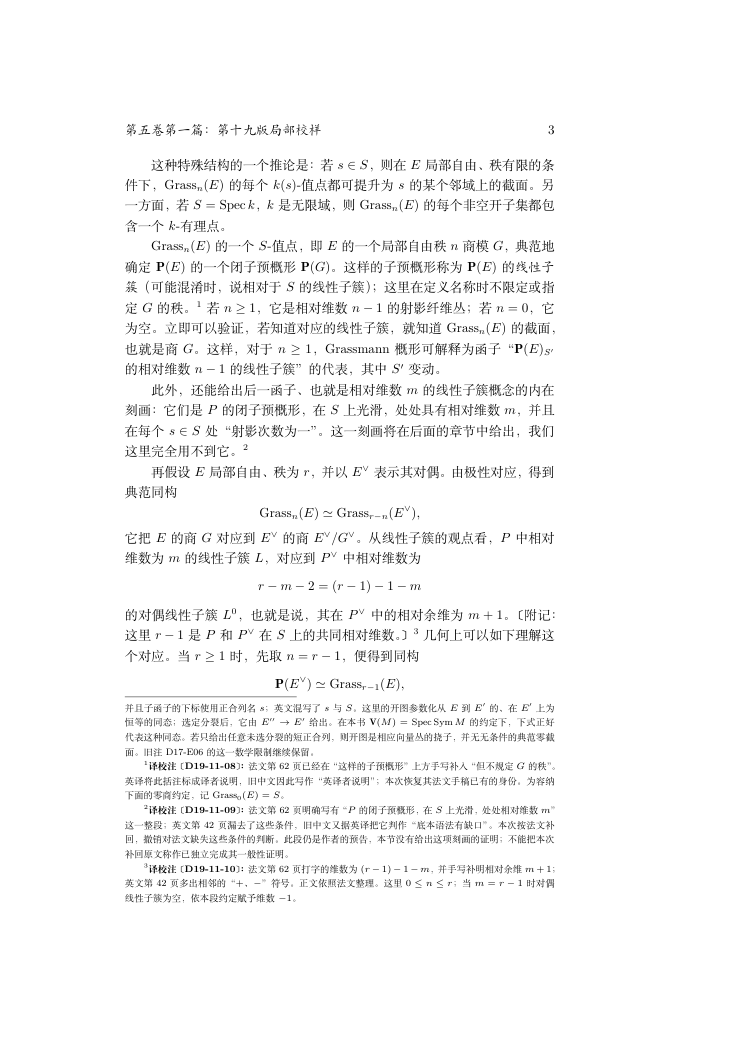 第五卷第一篇：第十九版局部校样 3
这种特殊结构的一个推论是：若 s ∈ S，则在 E 局部自由、秩有限的条
件下，Grassₙ(E) 的每个 k(s)-值点都可提升为 s 的某个邻域上的截面。另
一方面，若 S = Spec k，k 是无限域，则 Grassₙ(E) 的每个非空开子集都包
含一个 k-有理点。
Grassₙ(E) 的一个 S-值点，即 E 的一个局部自由秩 n 商模 G，典范地
确定 P(E) 的一个闭子预概形 P(G)。这样的子预概形称为 P(E) 的线性子
簇（可能混淆时，说相对于 S 的线性子簇）；这里在定义名称时不限定或指
定 G 的秩。¹ 若 n ≥ 1，它是相对维数 n − 1 的射影纤维丛；若 n = 0，它
为空。立即可以验证，若知道对应的线性子簇，就知道 Grassₙ(E) 的截面，
也就是商 G。这样，对于 n ≥ 1，Grassmann 概形可解释为函子 “P(E)_{S′}
的相对维数 n − 1 的线性子簇” 的代表，其中 S′ 变动。
此外，还能给出后一函子、也就是相对维数 m 的线性子簇概念的内在
刻画：它们是 P 的闭子预概形，在 S 上光滑，处处具有相对维数 m，并且
在每个 s ∈ S 处 “射影次数为一”。这一刻画将在后面的章节中给出，我们
这里完全用不到它。²
再假设 E 局部自由、秩为 r，并以 E^∨ 表示其对偶。由极性对应，得到
典范同构
Grassₙ(E) ≃ Grass_{r−n}(E^∨),
它把 E 的商 G 对应到 E^∨ 的商 E^∨/G^∨。从线性子簇的观点看，P 中相对
维数为 m 的线性子簇 L，对应到 P^∨ 中相对维数为
r − m − 2 = (r − 1) − 1 − m
的对偶线性子簇 L⁰，也就是说，其在 P^∨ 中的相对余维为 m + 1。〔附记：
这里 r − 1 是 P 和 P^∨ 在 S 上的共同相对维数。〕³ 几何上可以如下理解这
个对应。当 r ≥ 1 时，先取 n = r − 1，便得到同构
P(E^∨) ≃ Grass_{r−1}(E),
并且子函子的下标使用正合列名 s；英文混写了 s 与 S。这里的开图参数化从 E 到 E′ 的、在 E′ 上为
恒等的同态；选定分裂后，它由 E″ → E′ 给出。在本书 V(M) = Spec Sym M 的约定下，下式正好
代表这种同态。若只给出任意未选分裂的短正合列，则开图是相应向量丛的挠子，并无无条件的典范零截
面。旧注 D17-E06 的这一数学限制继续保留。
¹译校注〔D19-11-08〕：法文第 62 页已经在 “这样的子预概形” 上方手写补入 “但不规定 G 的秩”。
英译将此括注标成译者说明，旧中文因此写作 “英译者说明”；本次恢复其法文手稿已有的身份。为容纳
下面的零商约定，记 Grass₀(E) = S。
²译校注〔D19-11-09〕：法文第 62 页明确写有 “P 的闭子预概形，在 S 上光滑，处处相对维数 m”
这一整段；英文第 42 页漏去了这些条件，旧中文又据英译把它判作 “底本语法有缺口”。本次按法文补
回，撤销对法文缺失这些条件的判断。此段仍是作者的预告，本节没有给出这项刻画的证明；不能把本次
补回原文称作已独立完成其一般性证明。
³译校注〔D19-11-10〕：法文第 62 页打字的维数为 (r − 1) − 1 − m，并手写补明相对余维 m + 1；
英文第 42 页多出相邻的 “+、−” 符号。正文依照法文整理。这里 0 ≤ n ≤ r；当 m = r − 1 时对偶
线性子簇为空，依本段约定赋予维数 −1。